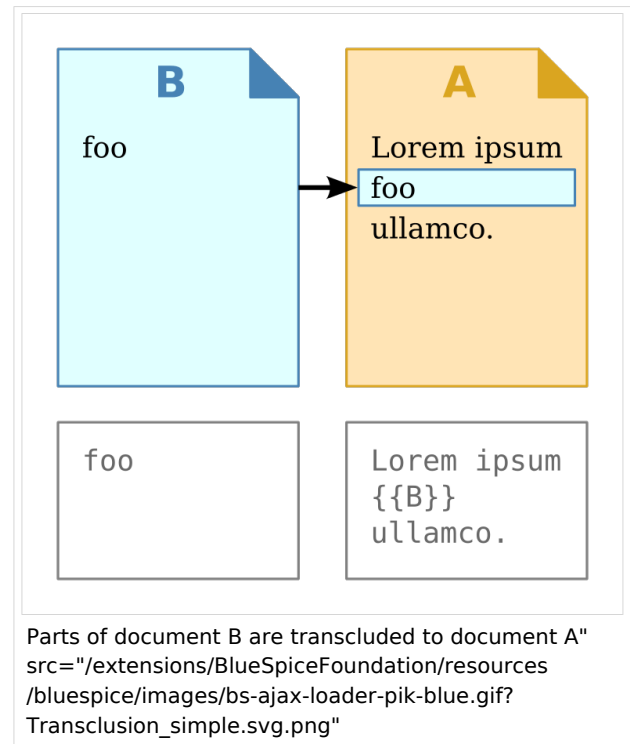 B
foo
A
Lorem ipsum
foo
ullamco.
foo
Lorem ipsum
{{B}}
ullamco.
Parts of document B are transcluded to document A"
src="/extensions/BlueSpiceFoundation/resources
/bluespice/images/bs-ajax-loader-pik-blue.gif?
Transclusion_simple.svg.png"